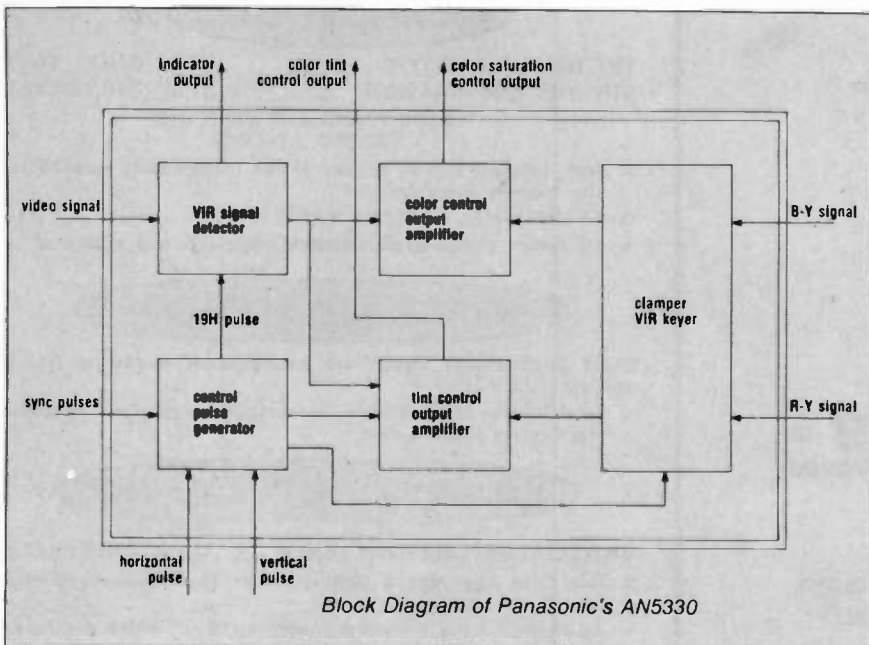 indicator
output
color tint
control output
color saturation
control output
video signal
VIR signal
detector
color control
output
amplifier
B-Y signal
19H pulse
clamper
VIR keyer
sync pulses
control
pulse
generator
tint control
output
amplifier
R-Y signal
horizontal
pulse
vertical
pulse
Block Diagram of Panasonic's AN5330